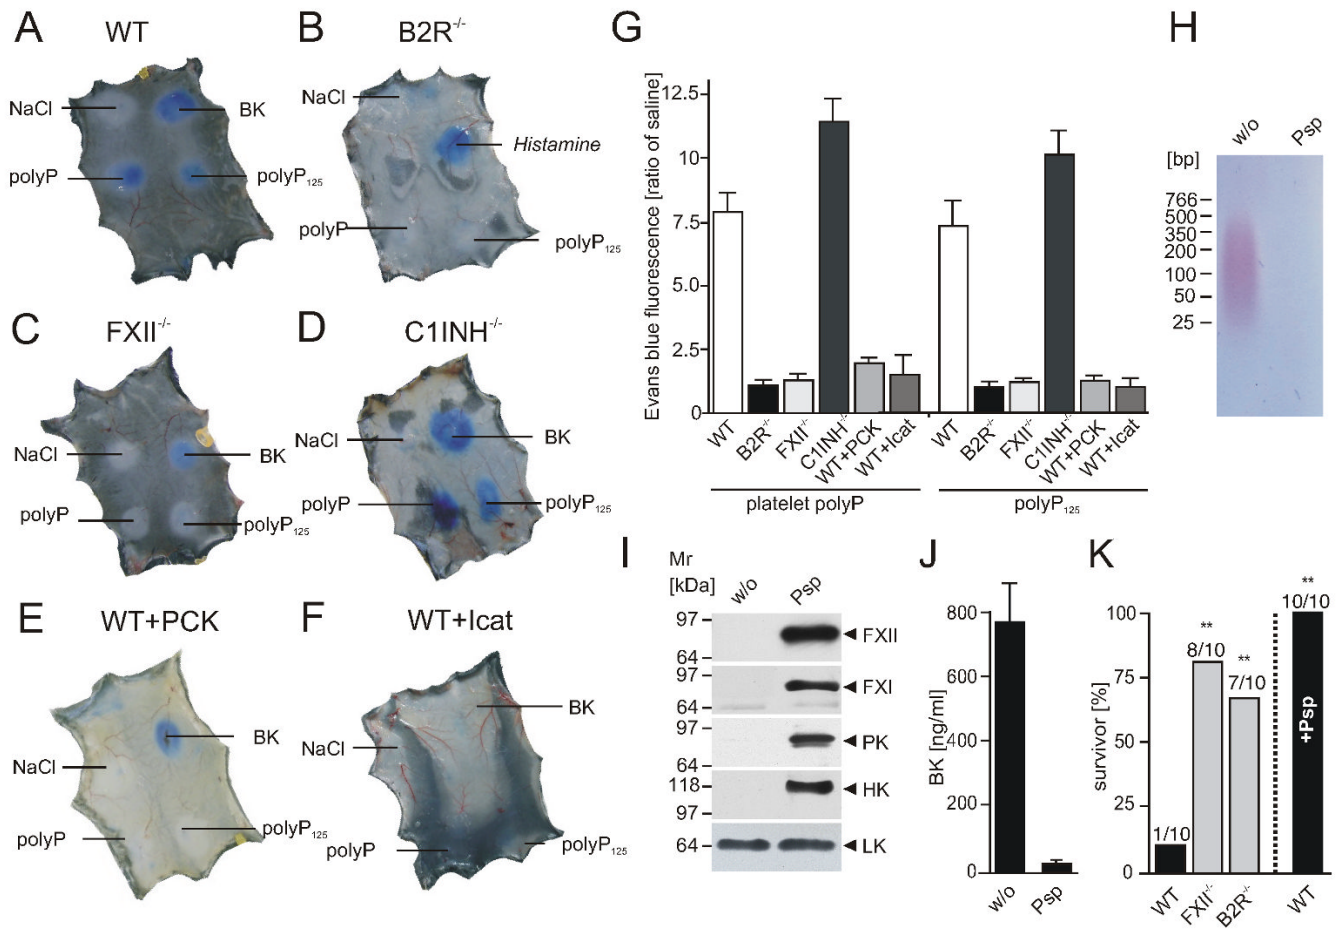 A
WT
NaCl
BK
polyP
polyP125
B
B2R-/-
NaCl
Histamine
polyP
polyP125
C
FXII-/-
NaCl
BK
polyP
polyP125
D
C1INH-/-
NaCl
BK
polyP
polyP125
E
WT+PCK
BK
NaCl
polyP
polyP125
F
WT+Icat
BK
NaCl
polyP
polyP125
G
Evans blue fluorescence [ratio of saline]
12.5
10
7.5
5.0
2.5
0
WT
B2R-/-
FXII-/-
C1INH-/-
WT+PCK
WT+Icat
WT
B2R-/-
FXII-/-
C1INH-/-
WT+PCK
WT+Icat
platelet polyP
polyP125
H
w/o
Psp
[bp]
766
500
350
200
100
50
25
I
Mr
[kDa]
w/o
Psp
97
64
FXII
97
64
FXI
97
64
PK
118
97
HK
64
LK
J
BK [ng/ml]
800
600
400
200
0
w/o
Psp
K
survivor [%]
100
75
50
25
0
1/10
**
8/10
**
7/10
**
10/10
+Psp
WT
FXII-/-
B2R-/-
WT